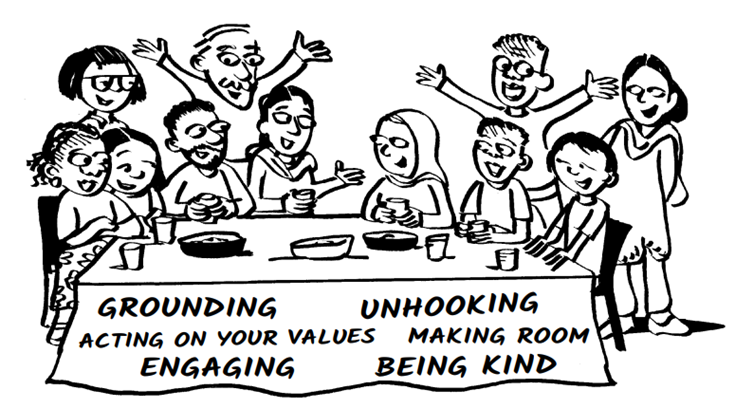 GROUNDING UNHOOKING
ACTING ON YOUR VALUES MAKING ROOM
ENGAGING BEING KIND